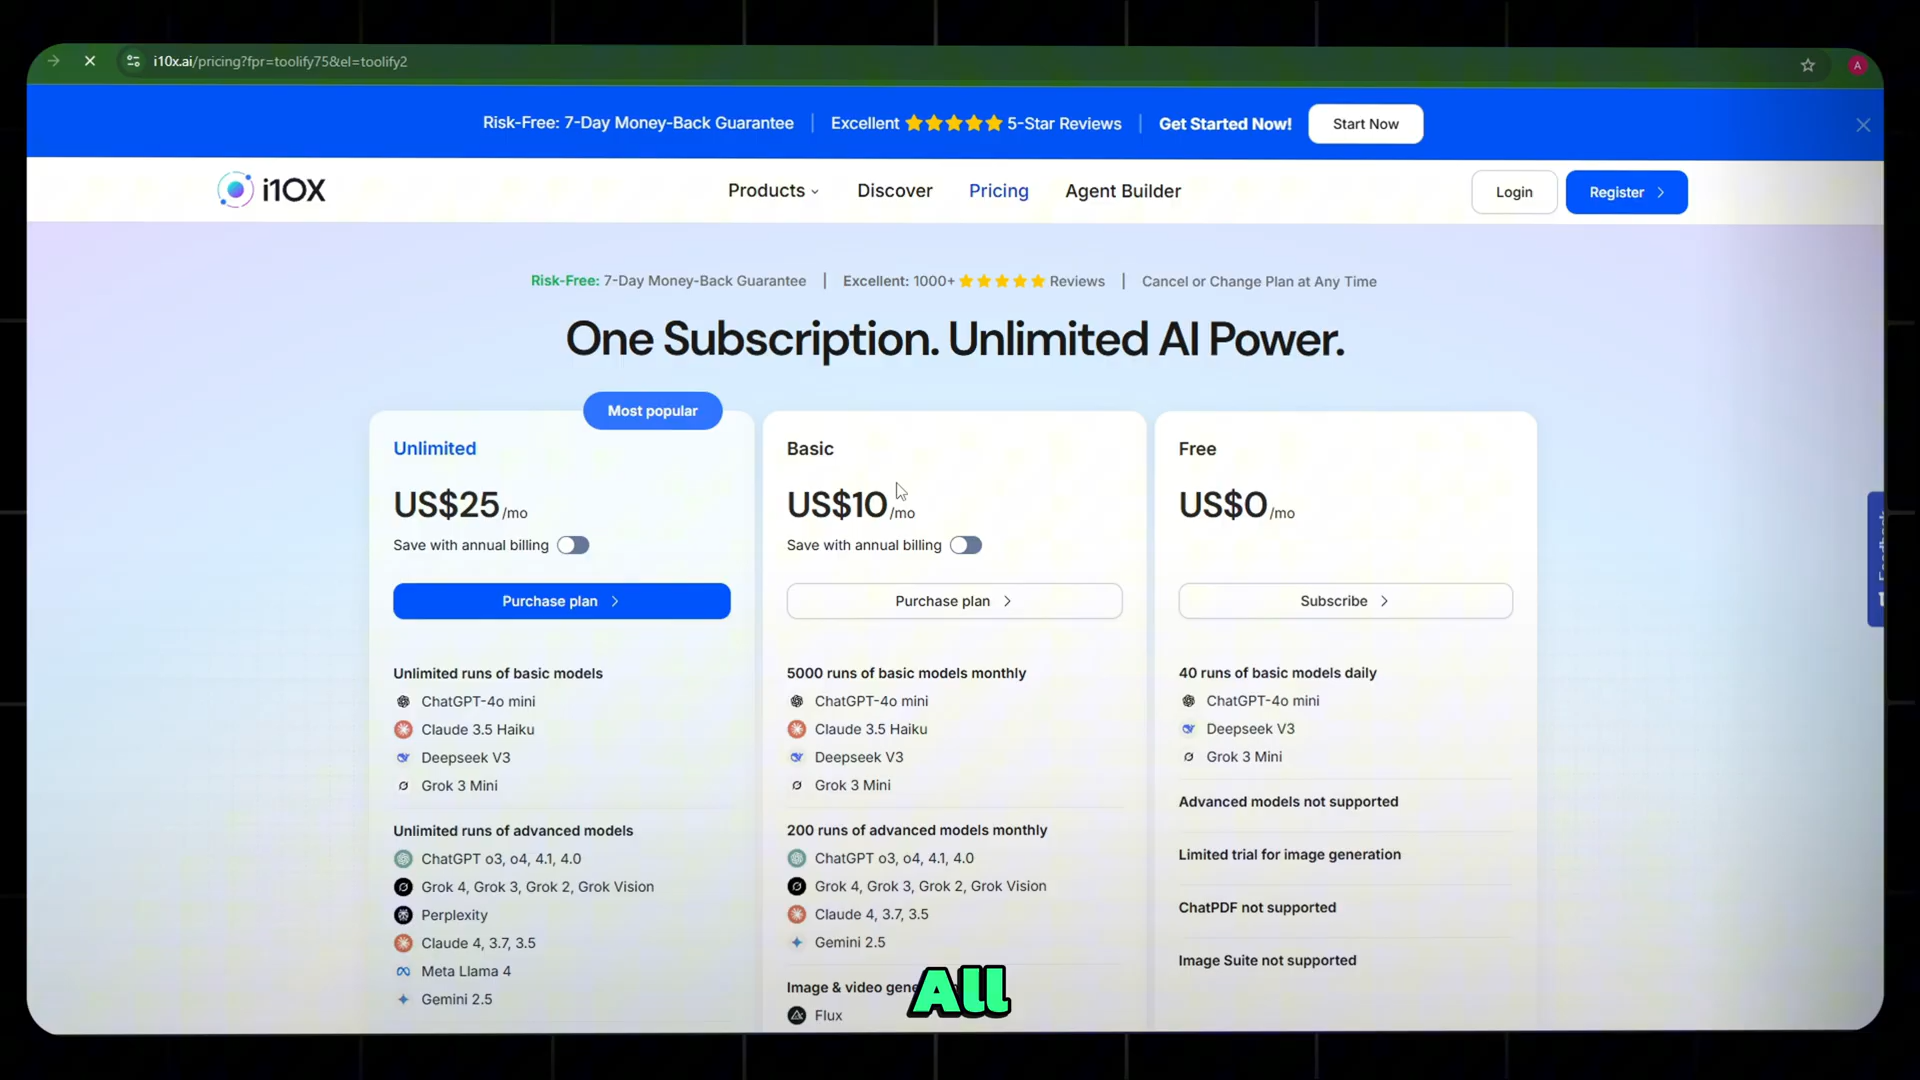 i10x.ai/pricing?fpr=toolify75&el=toolify2
A
Risk-Free: 7-Day Money-Back Guarantee | Excellent ★★★★★ 5-Star Reviews | Get Started Now! Start Now
i10X
Products
Discover
Pricing
Agent Builder
Login
Register
Risk-Free: 7-Day Money-Back Guarantee | Excellent: 1000+ ★★★★★ Reviews | Cancel or Change Plan at Any Time
One Subscription. Unlimited AI Power.
Most popular
Unlimited
US$25/mo
Save with annual billing
Purchase plan
Unlimited runs of basic models
ChatGPT-4o mini
Claude 3.5 Haiku
Deepseek V3
Grok 3 Mini
Unlimited runs of advanced models
ChatGPT o3, o4, 4.1, 4.0
Grok 4, Grok 3, Grok 2, Grok Vision
Perplexity
Claude 4, 3.7, 3.5
Meta Llama 4
Gemini 2.5
Basic
US$10/mo
Save with annual billing
Purchase plan
5000 runs of basic models monthly
ChatGPT-4o mini
Claude 3.5 Haiku
Deepseek V3
Grok 3 Mini
200 runs of advanced models monthly
ChatGPT o3, o4, 4.1, 4.0
Grok 4, Grok 3, Grok 2, Grok Vision
Claude 4, 3.7, 3.5
Gemini 2.5
Image & video gene
Flux
Free
US$0/mo
Subscribe
40 runs of basic models daily
ChatGPT-4o mini
Deepseek V3
Grok 3 Mini
Advanced models not supported
Limited trial for image generation
ChatPDF not supported
Image Suite not supported
All